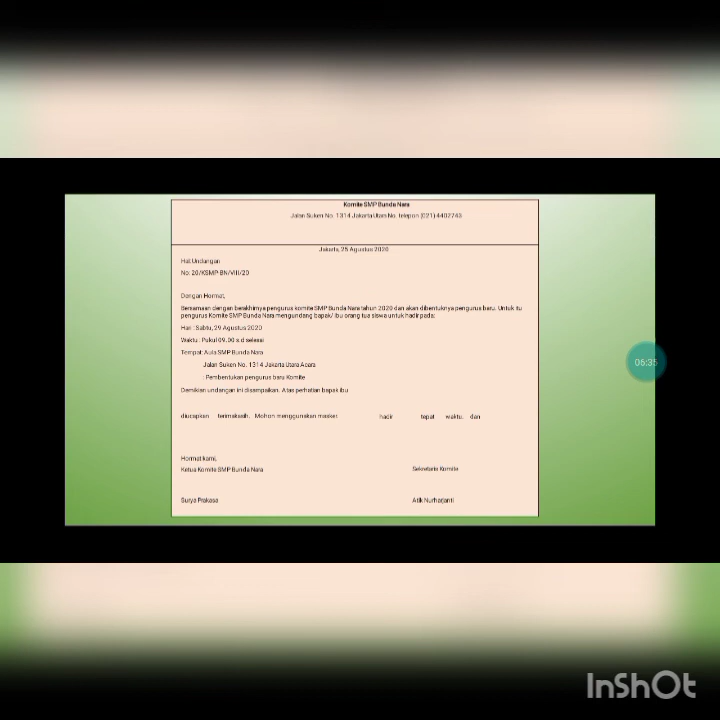 Komite SMP Bunda Nara
Jalan Suken No. 1314 Jakarta Utara No. telepon (021) 4402743
Jakarta, 25 Agustus 2020
Hal: Undangan
No: 20/KSMP-BN/VIII/20
Dengan Hormat,
Bersamaan dengan berakhirnya pengurus komite SMP Bunda Nara tahun 2020 dan akan dibentuknya pengurus baru. Untuk itu
pengurus Komite SMP Bunda Nara mengundang bapak/ ibu orang tua siswa untuk hadir pada;
Hari : Sabtu, 29 Agustus 2020
Waktu : Pukul 09.00 s.d selesai
Tempat: Aula SMP Bunda Nara
Jalan Suken No. 1314 Jakarta Utara Acara
: Pembentukan pengurus baru Komite
Demikian undangan ini disampaikan. Atas perhatian bapak ibu
diucapkan terimakasih. Mohon menggunakan masker. hadir tepat waktu. dan
Hormat kami,
Ketua Komite SMP Bunda Nara Sekretaris Komite
Surya Prakasa Atik Nurharjanti
06:35
InShOt